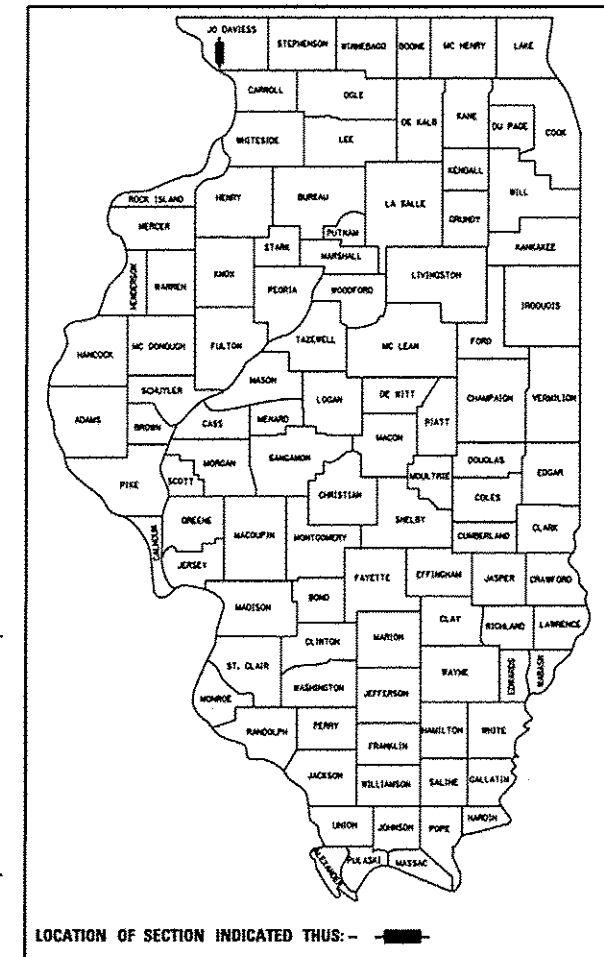 JO DAVIESS
STEPHENSON
WINNEBAGO
BOONE
MC HENRY
LAKE
CARROLL
OGLE
DE KALB
KANE
DU PAGE
COOK
WHITESIDE
LEE
KENDALL
WILL
ROCK ISLAND
HENRY
BUREAU
LA SALLE
GRUNDY
MERCER
PUTNAM
STARK
MARSHALL
KANKAKEE
HENDERSON
WARREN
KNOX
PEORIA
WOODFORD
LIVINGSTON
IROQUOIS
HANCOCK
MC DONOUGH
FULTON
TAZEWELL
MC LEAN
FORD
SCHUYLER
MASON
LOGAN
DE WITT
CHAMPAIGN
VERMILION
ADAMS
BROWN
CASS
MENARD
PIATT
MACON
MORGAN
SANGAMON
DOUGLAS
EDGAR
PIKE
SCOTT
CHRISTIAN
MOULTRIE
COLES
GREENE
MACOUPIN
MONTGOMERY
SHELBY
CUMBERLAND
CLARK
CALHOUN
JERSEY
FAYETTE
EFFINGHAM
JASPER
CRAWFORD
MADISON
BOND
CLAY
RICHLAND
LAWRENCE
CLINTON
MARION
ST. CLAIR
WAYNE
EDWARDS
WABASH
WASHINGTON
JEFFERSON
MONROE
RANDOLPH
PERRY
HAMILTON
WHITE
FRANKLIN
JACKSON
WILLIAMSON
SALINE
GALLATIN
UNION
JOHNSON
POPE
HARDIN
ALEXANDER
PULASKI
MASSAC
LOCATION OF SECTION INDICATED THUS: -